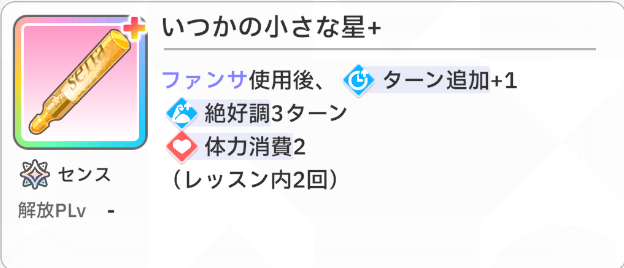 いつかの小さな星+
ファンサ使用後、ターン追加+1
絶好調3ターン
体力消費2
（レッスン内2回）
センス
解放PLv -